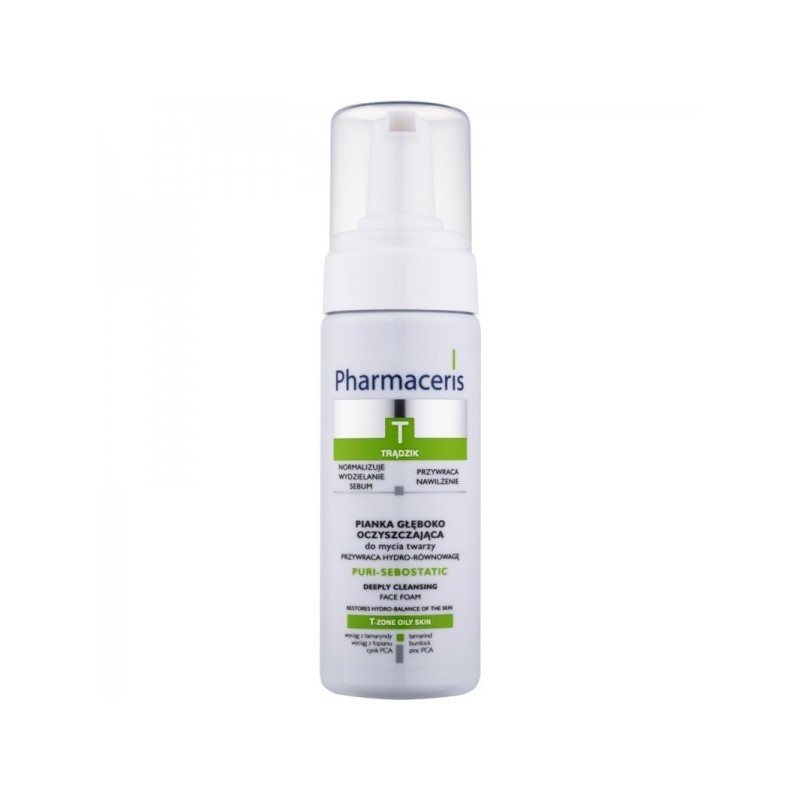 Pharmaceris
T
TRĄDZIK
NORMALIZUJE
WYDZIELANIE
SEBUM
PRZYWRACA
NAWILŻENIE
PIANKA GŁĘBOKO
OCZYSZCZAJĄCA
do mycia twarzy
PRZYWRACA HYDRO-RÓWNOWAGĘ
PURI-SEBOSTATIC
DEEPLY CLEANSING
FACE FOAM
RESTORES HYDRO-BALANCE OF THE SKIN
T-ZONE OILY SKIN
wyciąg z tamaryndy
wyciąg z łopianu
cynk PCA
tamarind
burdock
zinc PCA